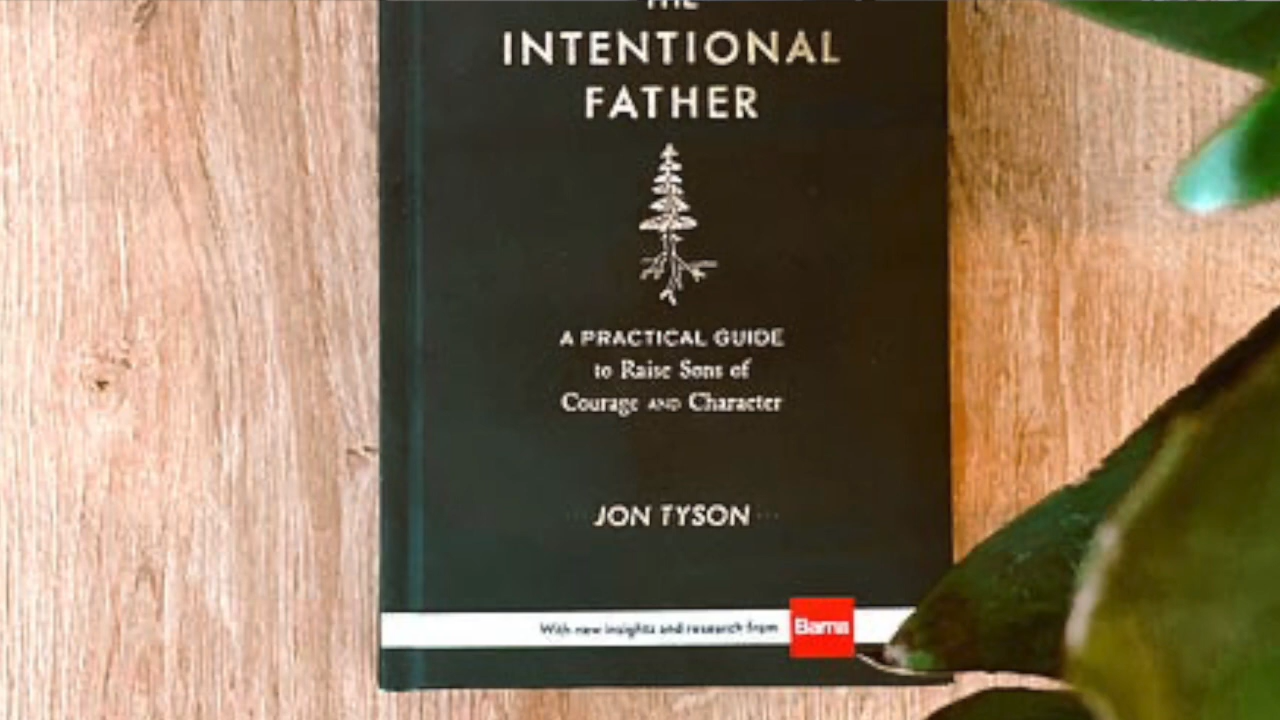 THE
INTENTIONAL
FATHER
A PRACTICAL GUIDE
to Raise Sons of
Courage AND Character
JON TYSON
With new insights and research from Barna